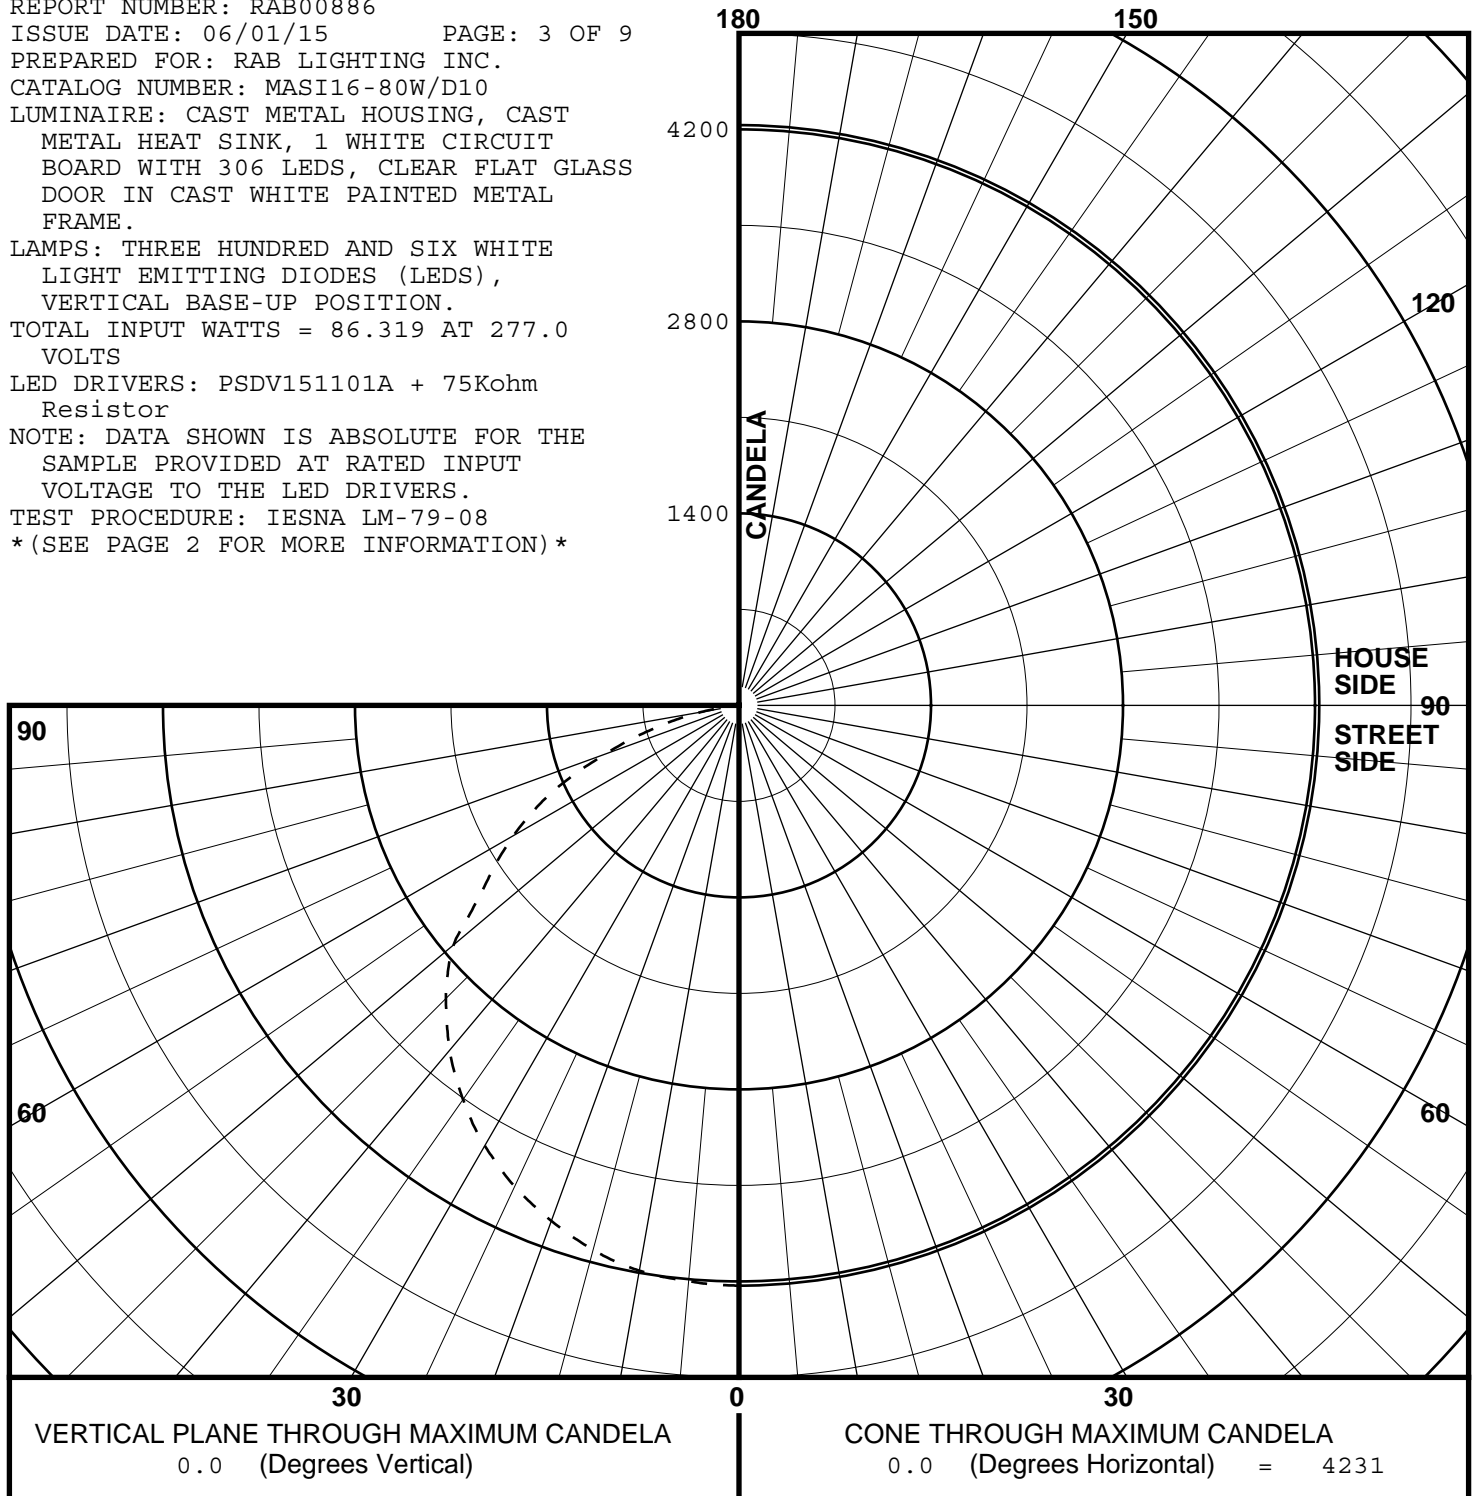 REPORT NUMBER: RAB00886
ISSUE DATE: 06/01/15 PAGE: 3 OF 9
PREPARED FOR: RAB LIGHTING INC.
CATALOG NUMBER: MASI16-80W/D10
LUMINAIRE: CAST METAL HOUSING, CAST
METAL HEAT SINK, 1 WHITE CIRCUIT
BOARD WITH 306 LEDS, CLEAR FLAT GLASS
DOOR IN CAST WHITE PAINTED METAL
FRAME.
LAMPS: THREE HUNDRED AND SIX WHITE
LIGHT EMITTING DIODES (LEDS),
VERTICAL BASE-UP POSITION.
TOTAL INPUT WATTS = 86.319 AT 277.0
VOLTS
LED DRIVERS: PSDV151101A + 75Kohm
Resistor
NOTE: DATA SHOWN IS ABSOLUTE FOR THE
SAMPLE PROVIDED AT RATED INPUT
VOLTAGE TO THE LED DRIVERS.
TEST PROCEDURE: IESNA LM-79-08
*(SEE PAGE 2 FOR MORE INFORMATION)*
180
150
4200
120
2800
CANDELA
1400
HOUSE
SIDE
90
90
STREET
SIDE
60
60
30
0
30
VERTICAL PLANE THROUGH MAXIMUM CANDELA
0.0 (Degrees Vertical)
CONE THROUGH MAXIMUM CANDELA
0.0 (Degrees Horizontal) = 4231